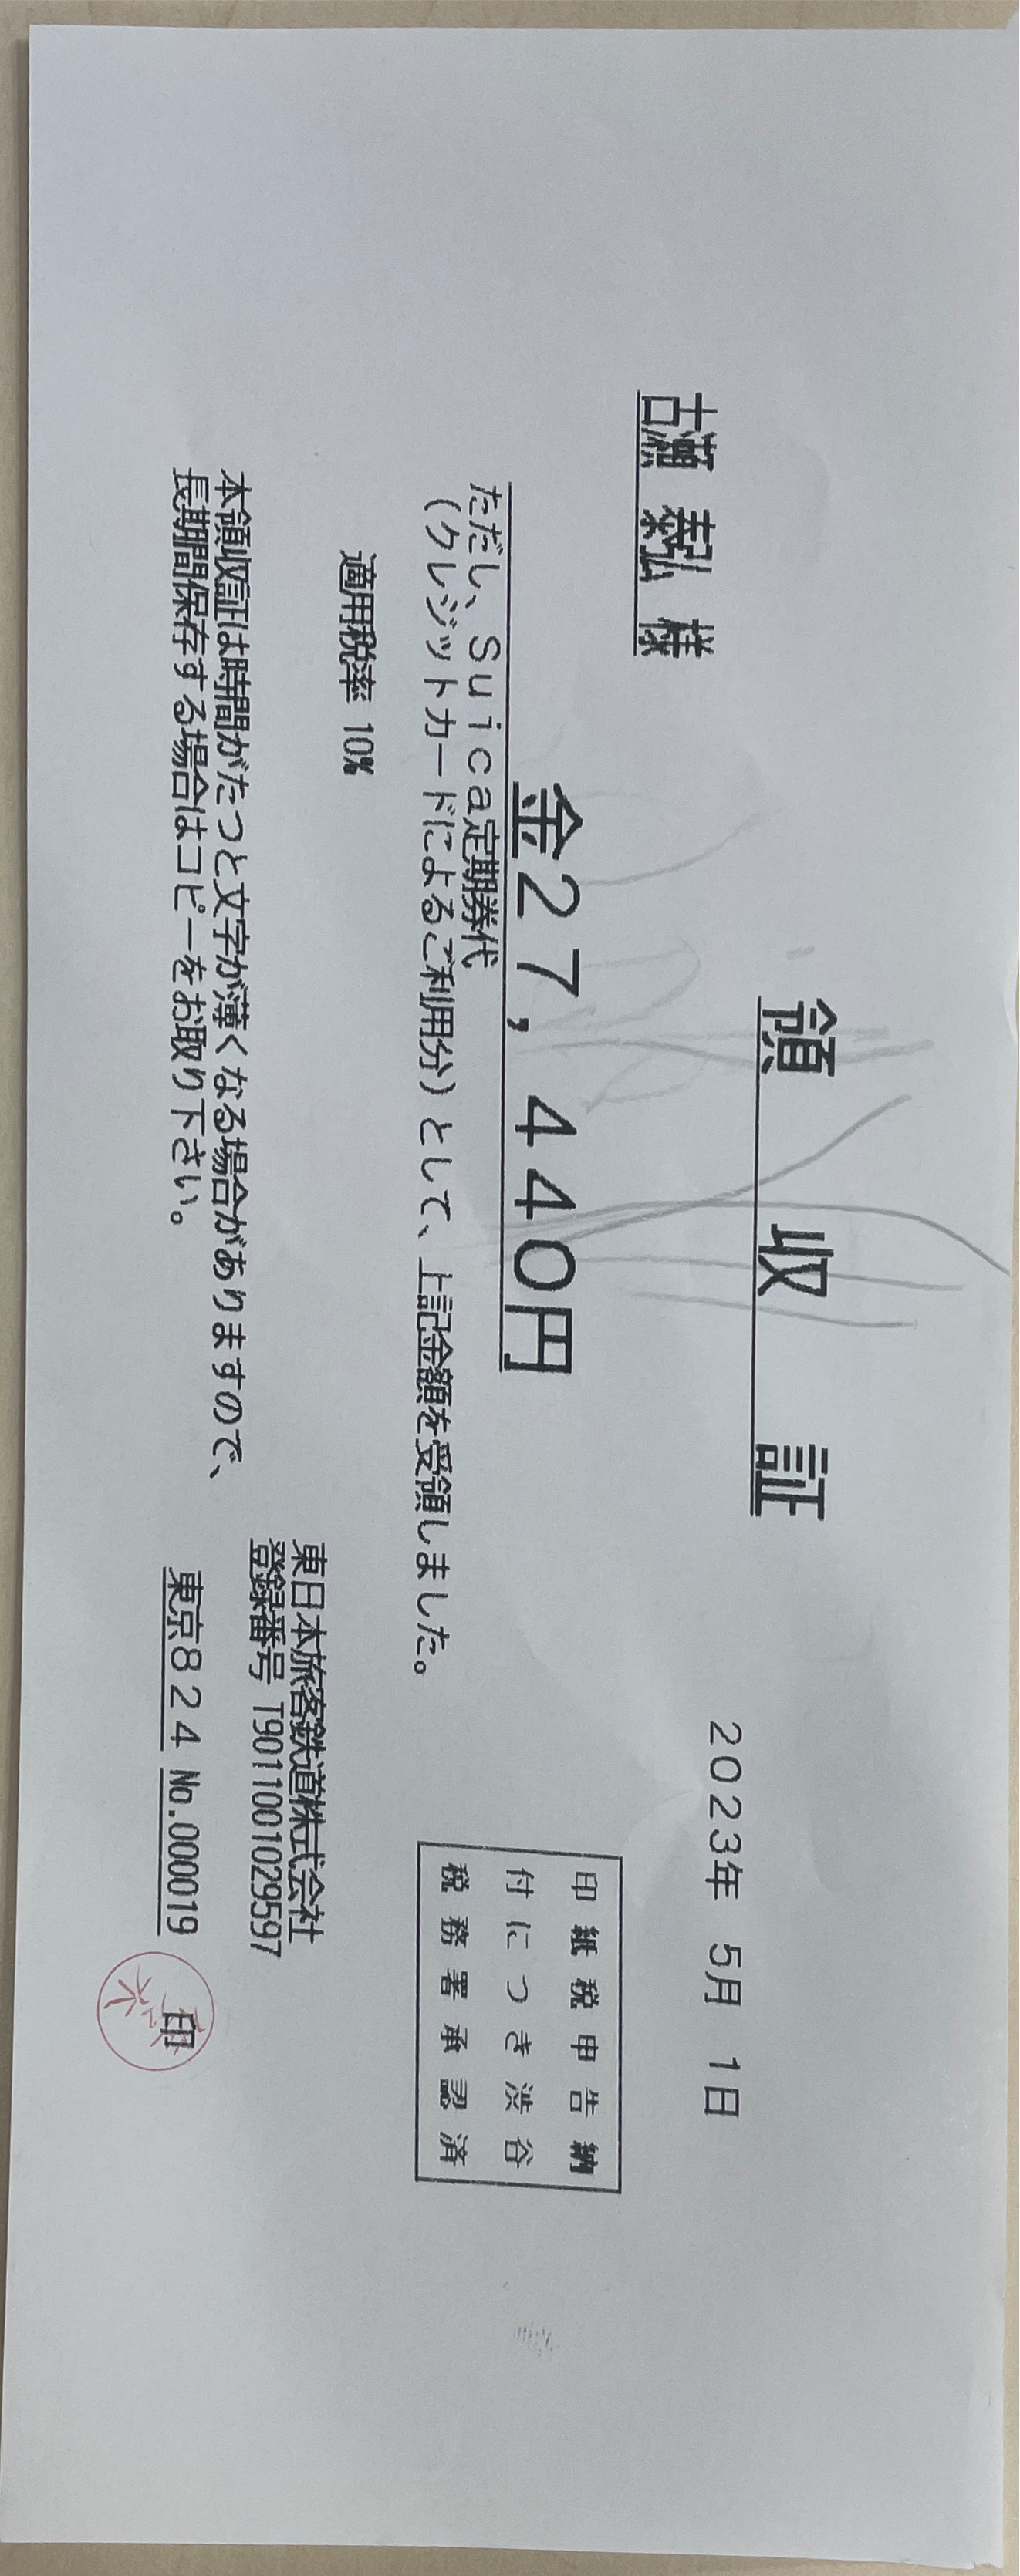 領収証
2023年 5月 1日
古瀬 泰弘 様
金27,440円
ただし、Suica定期券代
(クレジットカードによるご利用分)として、上記金額を受領しました。
適用税率 10%
印紙税申告納
付につき渋谷
税務署承認済
本領収証は時間がたつと文字が薄くなる場合がありますので、
長期間保存する場合はコピーをお取り下さい。
東日本旅客鉄道株式会社
登録番号 T9011001029597
東京824 No.000019 印